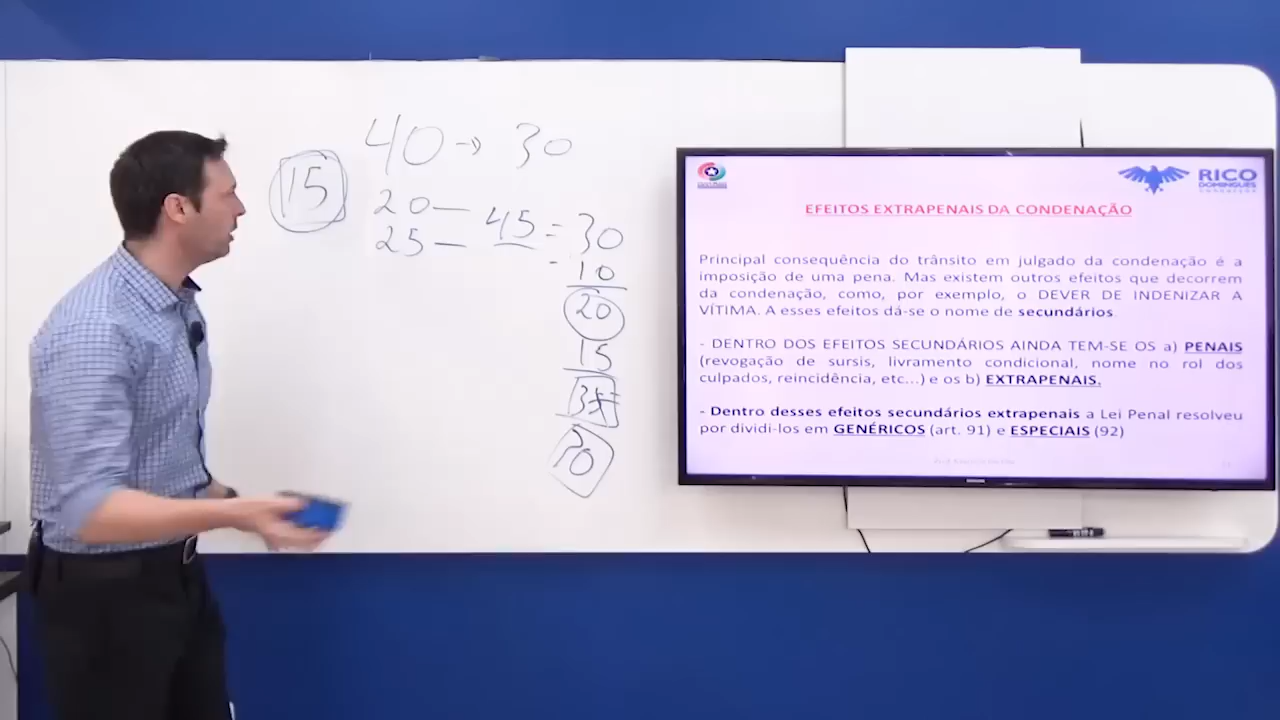 40 → 30
15
20 — 45 = 30
25 —
- 10
20
15
35
30
RICO
DOMINGUES
EFEITOS EXTRAPENAIS DA CONDENAÇÃO
Principal consequência do trânsito em julgado da condenação é a
imposição de uma pena. Mas existem outros efeitos que decorrem
da condenação, como, por exemplo, o DEVER DE INDENIZAR A
VÍTIMA. A esses efeitos dá-se o nome de secundários.
- DENTRO DOS EFEITOS SECUNDÁRIOS AINDA TEM-SE OS a) PENAIS
(revogação de sursis, livramento condicional, nome no rol dos
culpados, reincidência, etc...) e os b) EXTRAPENAIS.
- Dentro desses efeitos secundários extrapenais a Lei Penal resolveu
por dividi-los em GENÉRICOS (art. 91) e ESPECIAIS (92)